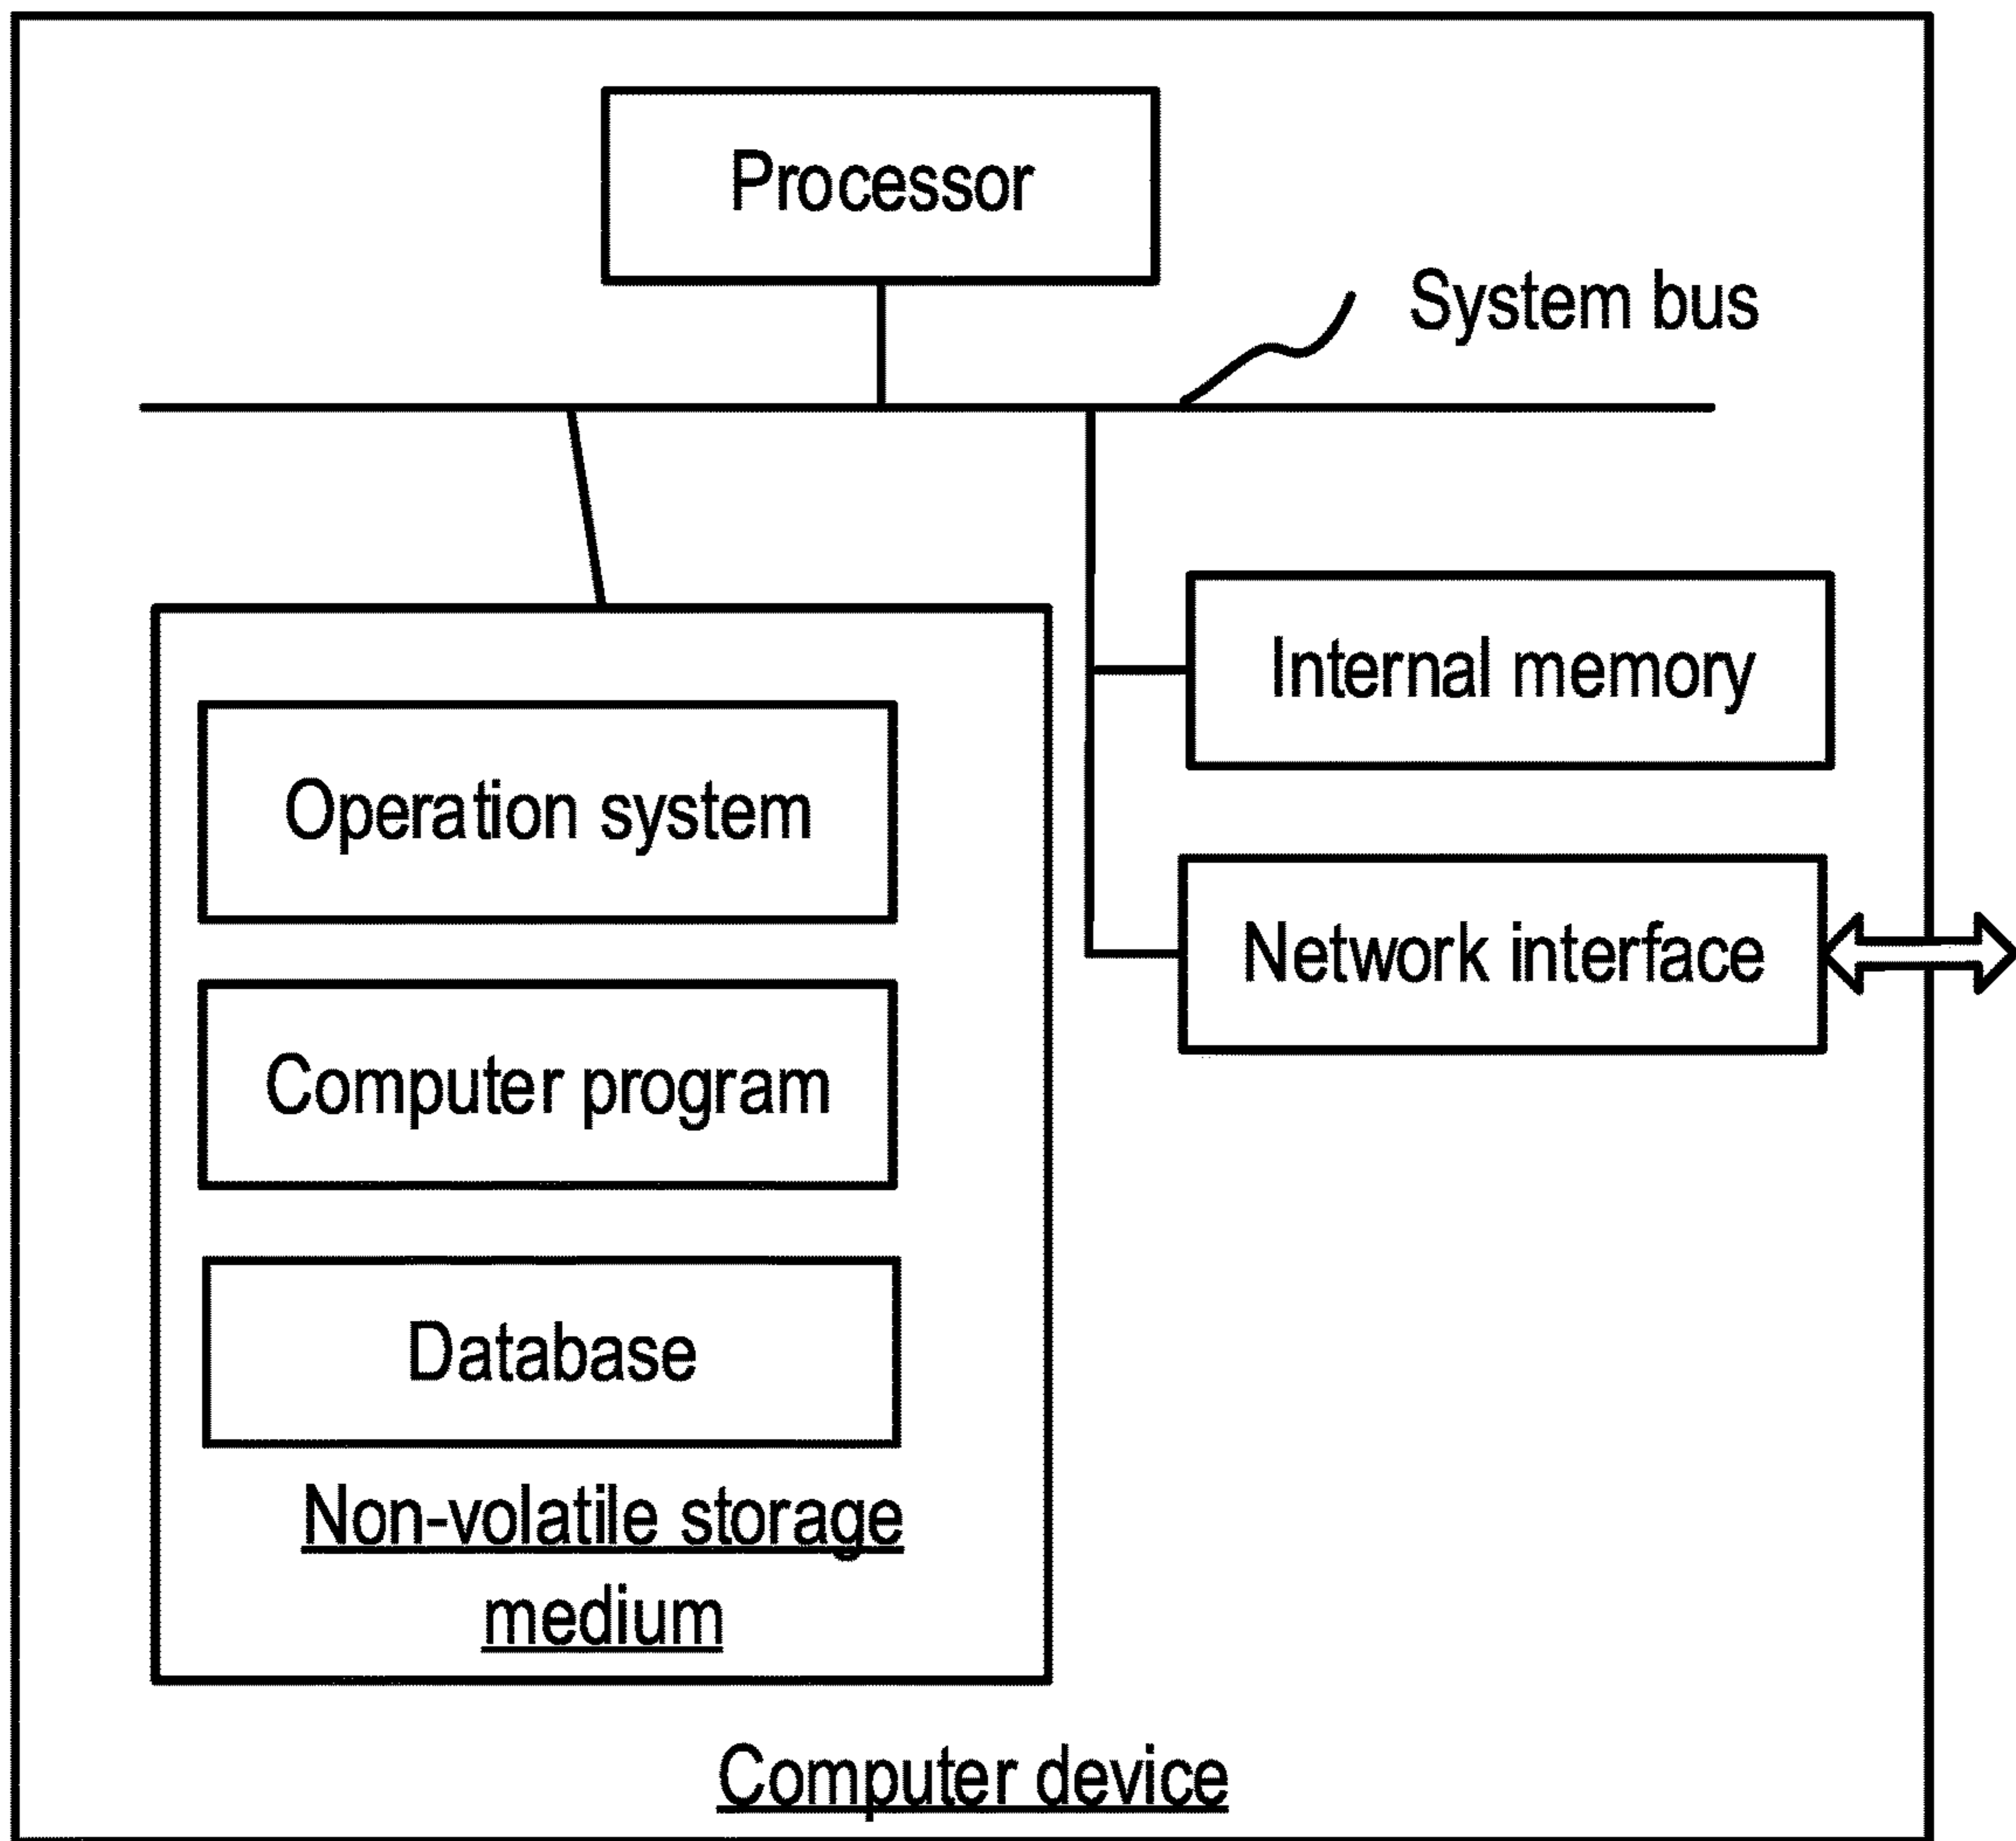 Processor
System bus
Internal memory
Operation system
Network interface
Computer program
Database
Non-volatile storage
medium
Computer device